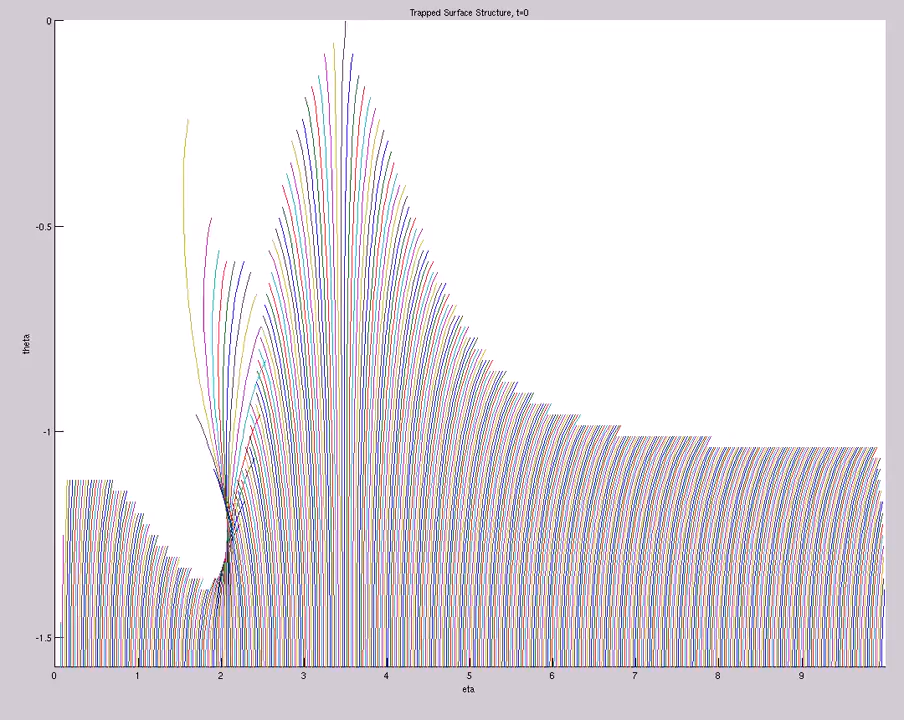 Trapped Surface Structure, t=0
0
-0.5
theta
-1
-1.5
0 1 2 3 4 5 6 7 8 9
eta